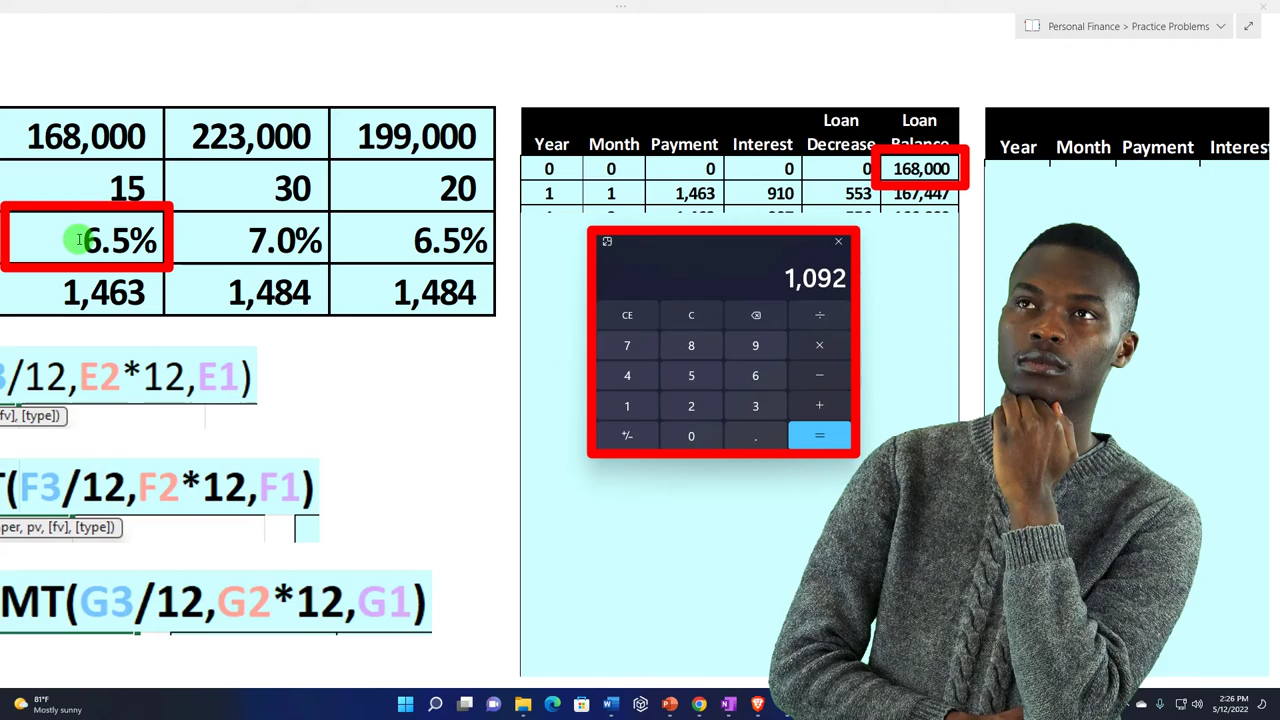 Personal Finance > Practice Problems
168,000 223,000 199,000
15 30 20
6.5% 7.0% 6.5%
1,463 1,484 1,484
/12,E2*12,E1)
fv], [type])
T(F3/12,F2*12,F1)
per, pv, [fv], [type])
MT(G3/12,G2*12,G1)
Loan Loan
Year Month Payment Interest Decrease Balance
0 0 0 0 0 168,000
1 1 1,463 910 553 167,447
1,092
CE C ÷
7 8 9 ×
4 5 6 −
1 2 3 +
+/- 0 . =
Year Month Payment Interest
81°F
Mostly sunny
2:26 PM
5/12/2022